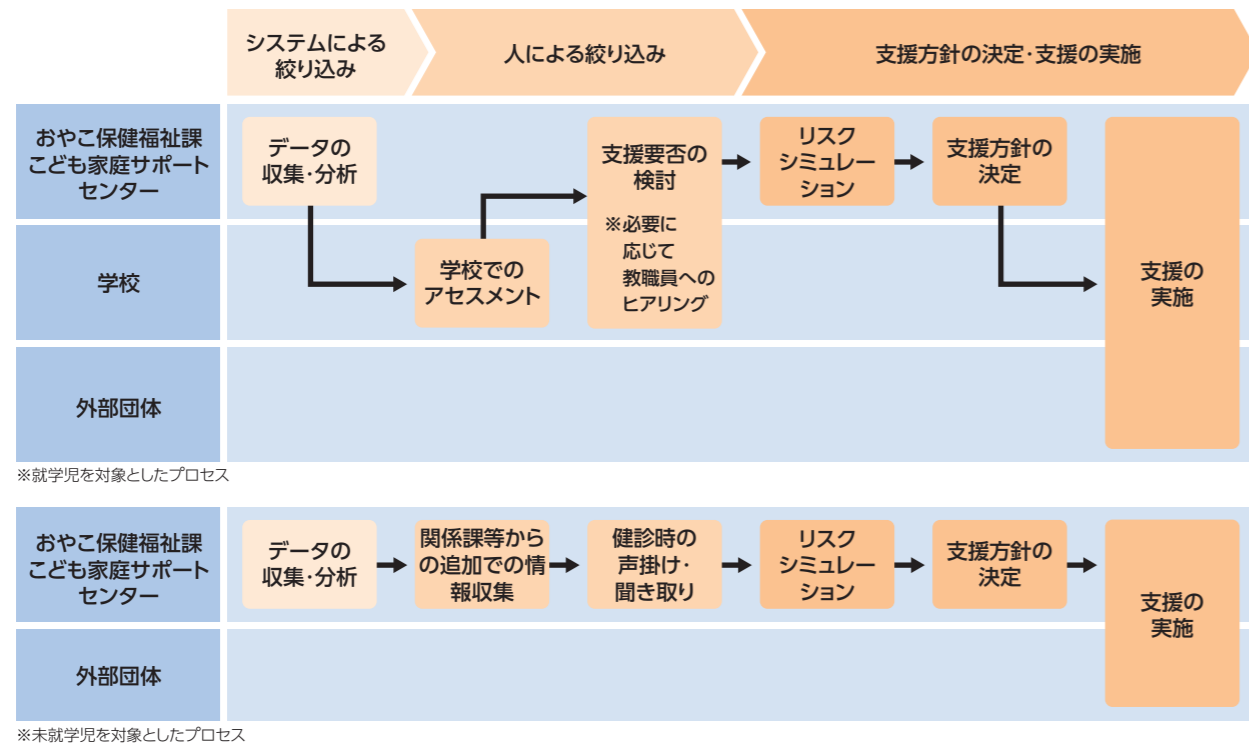 システムによる
絞り込み
人による絞り込み
支援方針の決定・支援の実施
おやこ保健福祉課
こども家庭サポート
センター
データの
収集・分析
支援要否の
検討
※必要に
応じて
教職員への
ヒアリング
リスク
シミュレー
ション
支援方針の
決定
学校
学校での
アセスメント
支援の
実施
外部団体
※就学児を対象としたプロセス
おやこ保健福祉課
こども家庭サポート
センター
データの
収集・分析
関係課等から
の追加での情
報収集
健診時の
声掛け・
聞き取り
リスク
シミュレー
ション
支援方針の
決定
支援の
実施
外部団体
※未就学児を対象としたプロセス